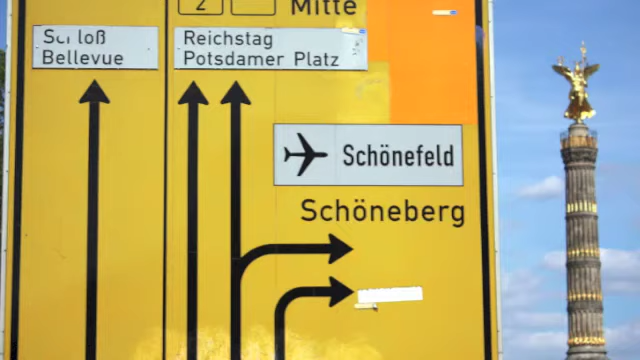 2
Mitte
Schloß
Bellevue
Reichstag
Potsdamer Platz
Schönefeld
Schöneberg